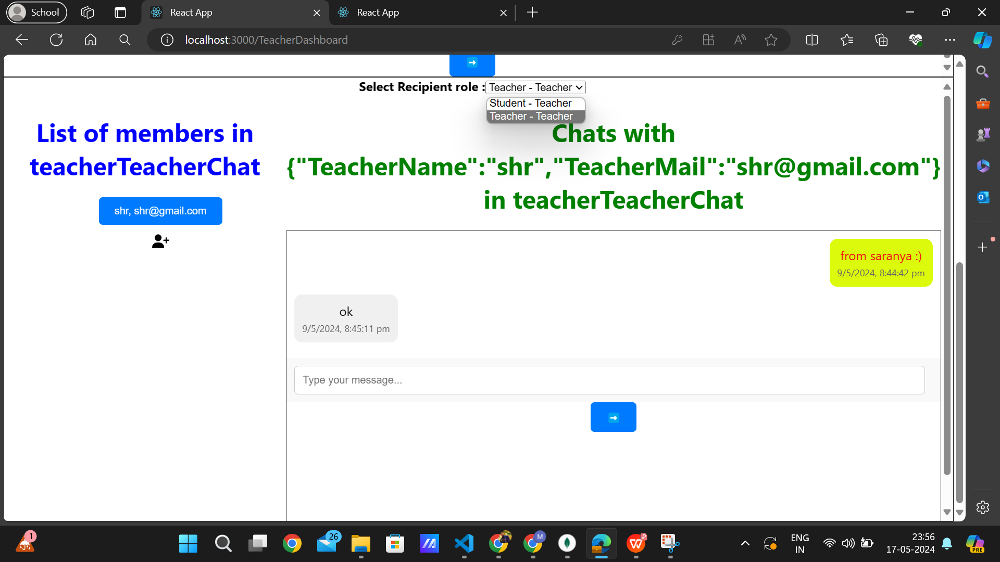 School
React App
React App
localhost:3000/TeacherDashboard
Select Recipient role :
Teacher - Teacher
Student - Teacher
Teacher - Teacher
List of members in
teacherTeacherChat
shr, shr@gmail.com
Chats with
{"TeacherName":"shr","TeacherMail":"shr@gmail.com"}
in teacherTeacherChat
from saranya :)
9/5/2024, 8:44:42 pm
ok
9/5/2024, 8:45:11 pm
Type your message...
1
26
M
ENG
IN
23:56
17-05-2024
PRE